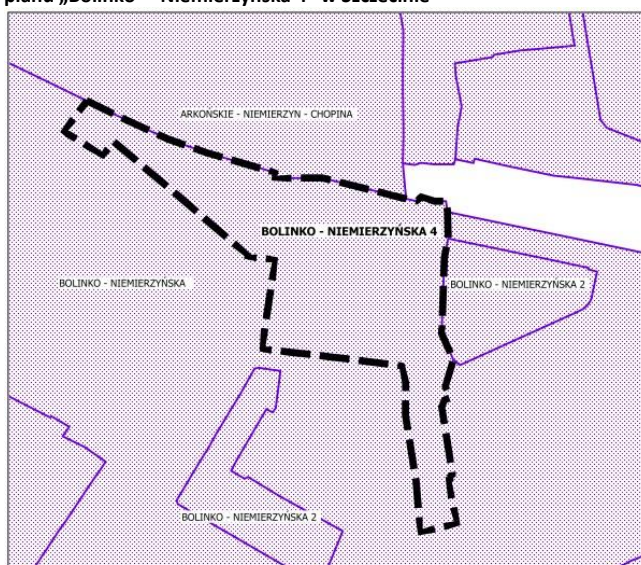 planu „Bolinko – Niemierzyńska 4” w Szczecinie
ARKOŃSKIE - NIEMIERZYN - CHOPINA
BOLINKO - NIEMIERZYŃSKA 4
BOLINKO - NIEMIERZYŃSKA
BOLINKO - NIEMIERZYŃSKA 2
BOLINKO - NIEMIERZYŃSKA 2